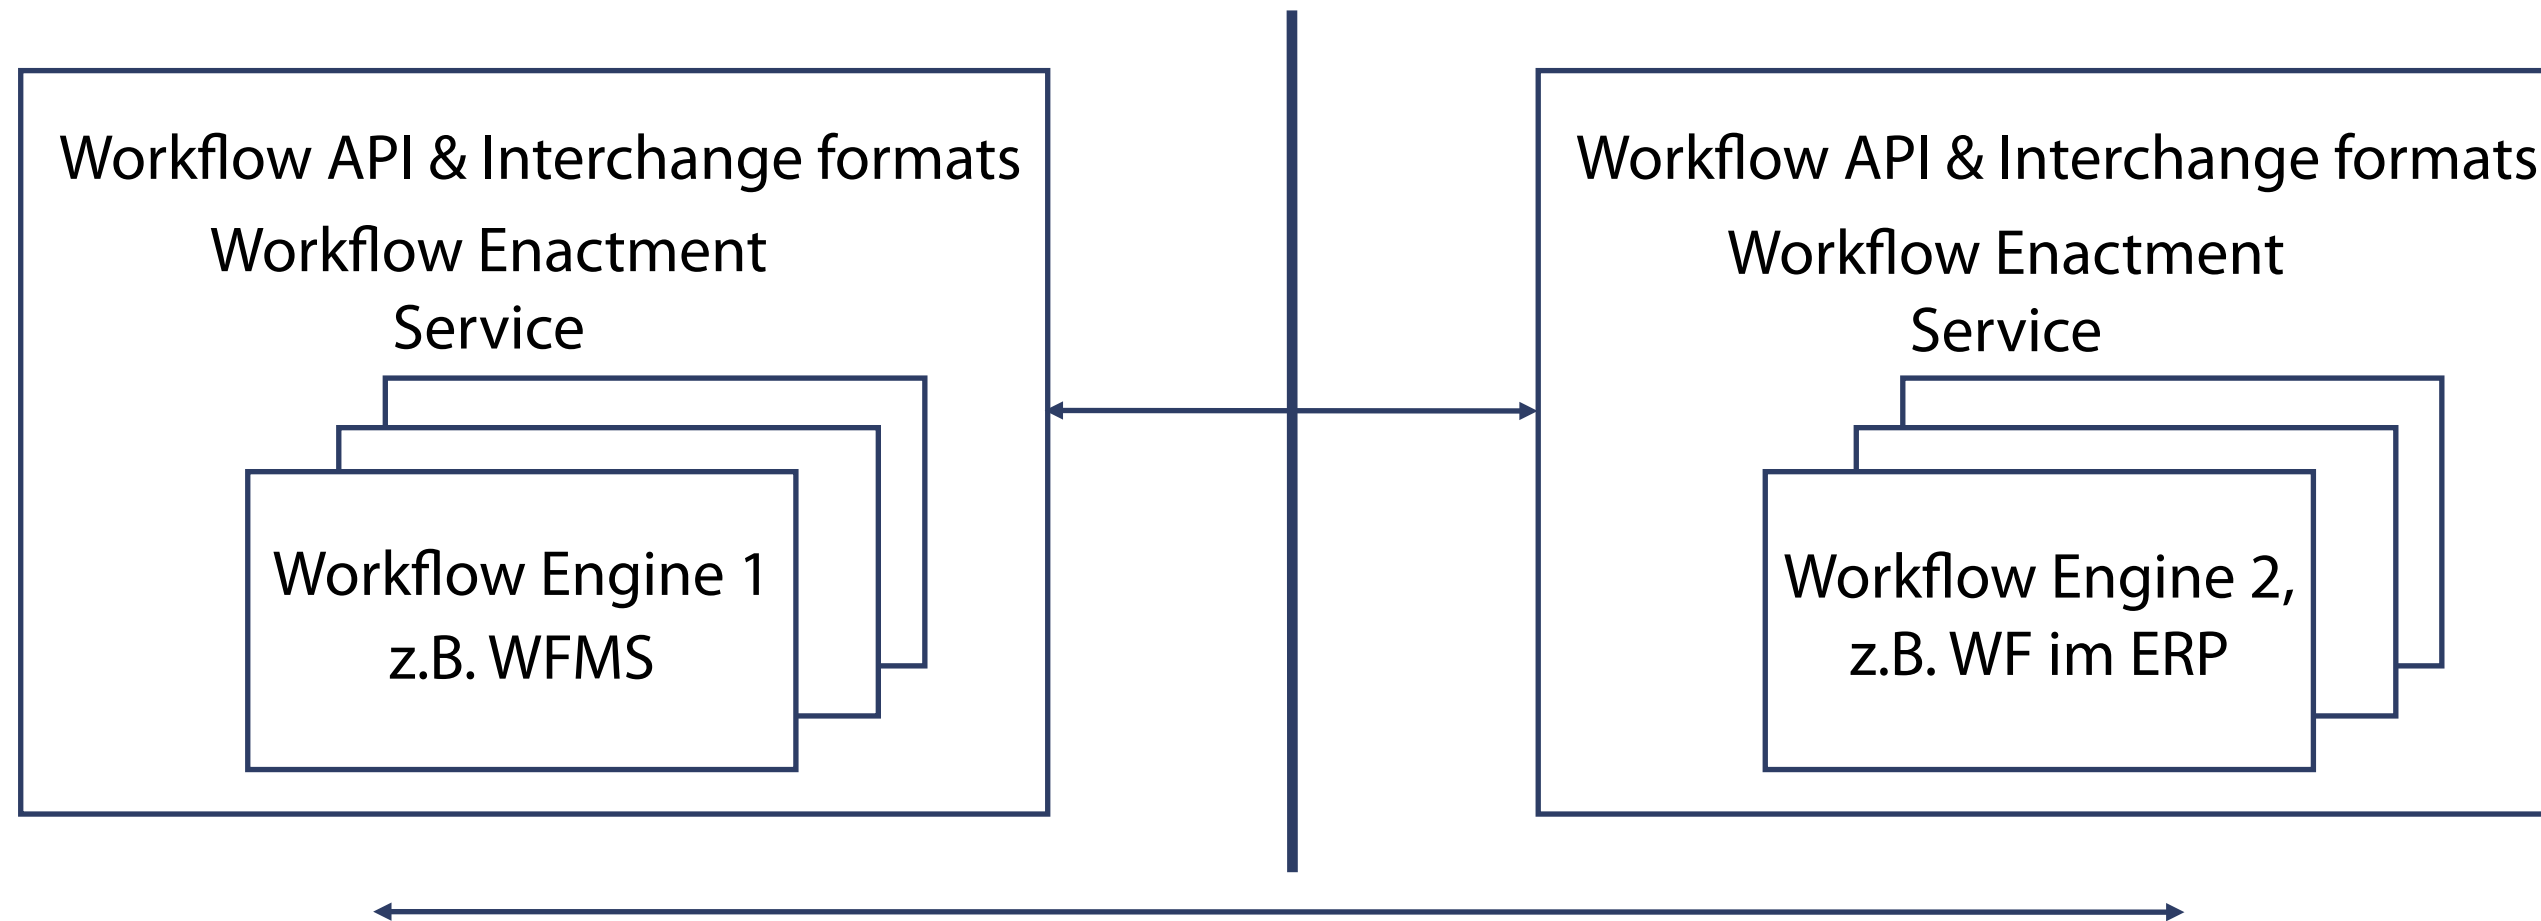 Workflow API & Interchange formats
Workflow Enactment
Service
Workflow Engine 1
z.B. WFMS
Workflow API & Interchange formats
Workflow Enactment
Service
Workflow Engine 2,
z.B. WF im ERP